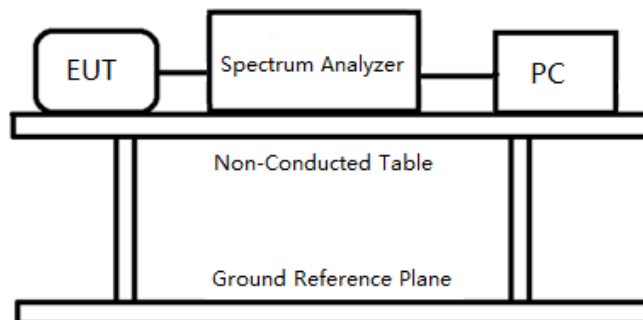 EUT
Spectrum Analyzer
PC
Non-Conducted Table
Ground Reference Plane